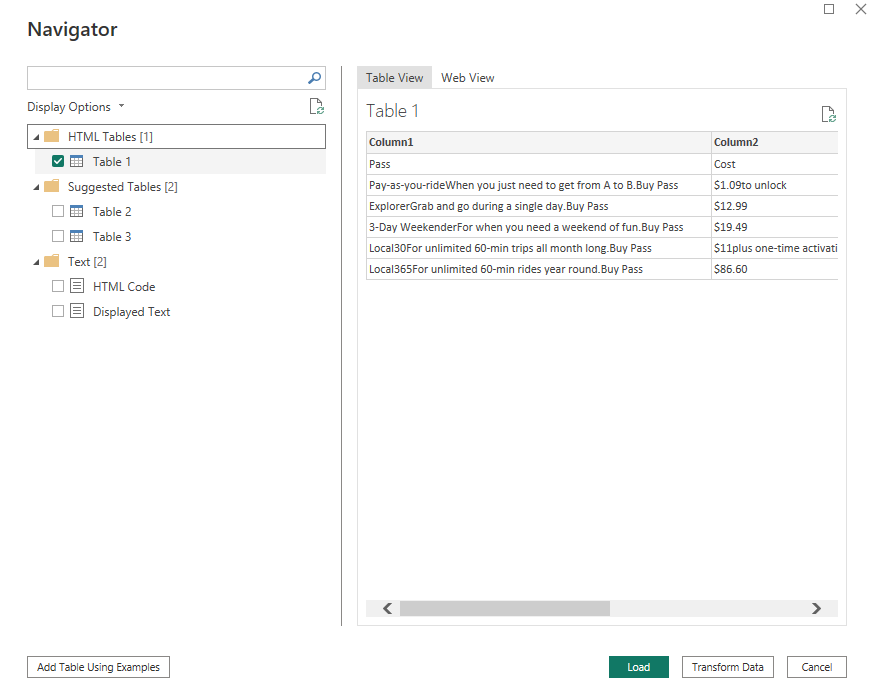 Navigator
Display Options
HTML Tables [1]
Table 1
Suggested Tables [2]
Table 2
Table 3
Text [2]
HTML Code
Displayed Text
Table View Web View
Table 1
Column1 Column2
Pass Cost
Pay-as-you-rideWhen you just need to get from A to B.Buy Pass $1.09to unlock
ExplorerGrab and go during a single day.Buy Pass $12.99
3-Day WeekenderFor when you need a weekend of fun.Buy Pass $19.49
Local30For unlimited 60-min trips all month long.Buy Pass $11plus one-time activati
Local365For unlimited 60-min rides year round.Buy Pass $86.60
Add Table Using Examples Load Transform Data Cancel